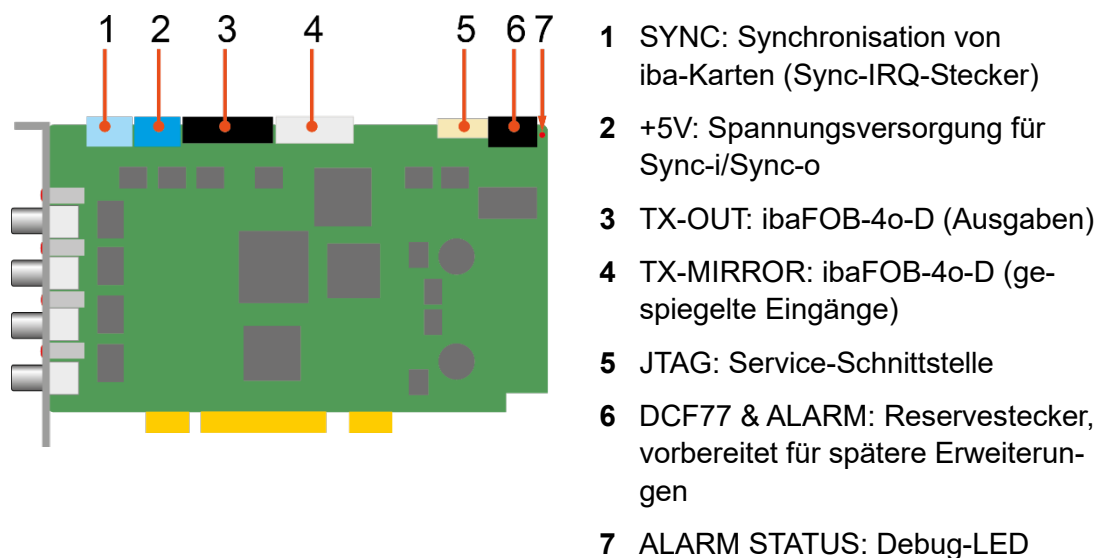 1 2 3 4 5 6 7
1 SYNC: Synchronisation von
iba-Karten (Sync-IRQ-Stecker)
2 +5V: Spannungsversorgung für
Sync-i/Sync-o
3 TX-OUT: ibaFOB-4o-D (Ausgaben)
4 TX-MIRROR: ibaFOB-4o-D (ge-
spiegelte Eingänge)
5 JTAG: Service-Schnittstelle
6 DCF77 & ALARM: Reservestecker,
vorbereitet für spätere Erweiterun-
gen
7 ALARM STATUS: Debug-LED